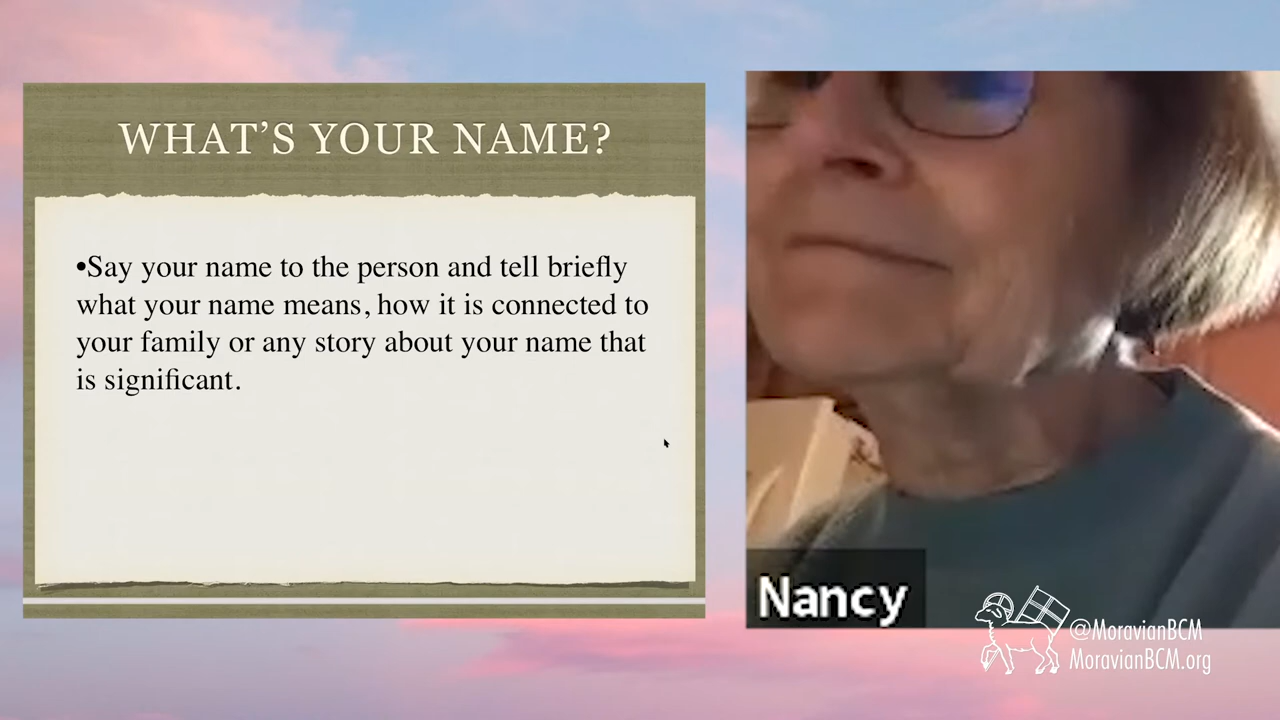 WHAT’S YOUR NAME?
•Say your name to the person and tell briefly
what your name means, how it is connected to
your family or any story about your name that
is significant.
Nancy
@MoravianBCM
MoravianBCM.org